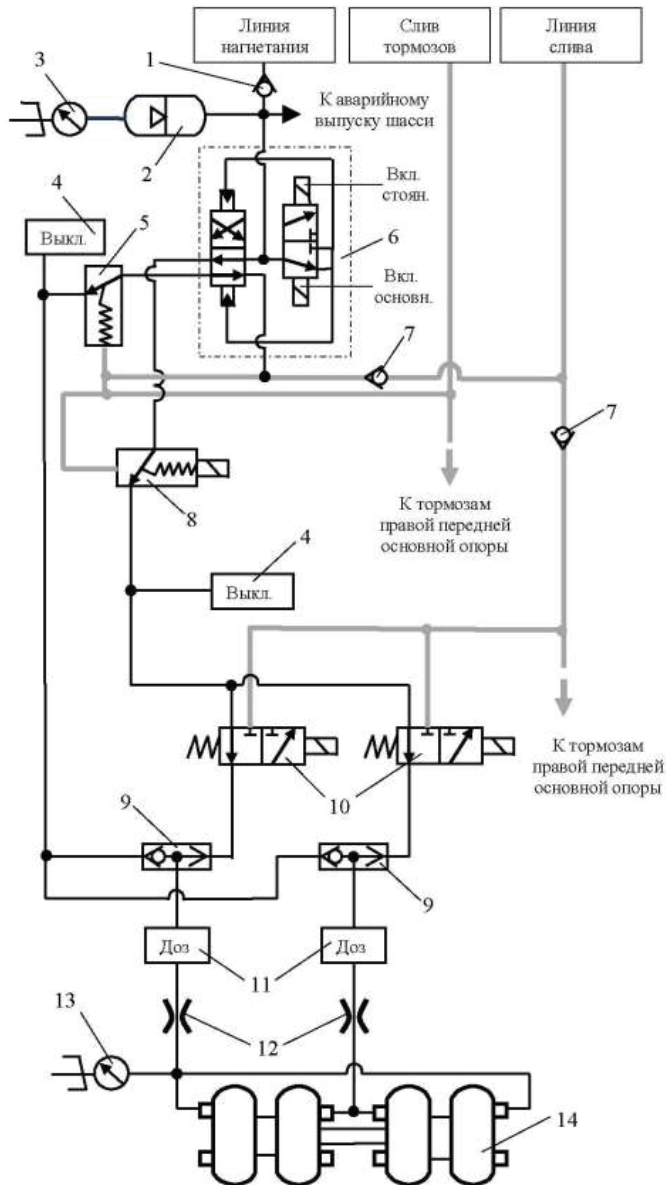 Линия
нагнетания
Слив
тормозов
Линия
слива
1
3
К аварийному
выпуску шасси
2
4
Вкл.
стоян.
Выкл.
5
6
Вкл.
основн.
7
7
8
К тормозам
правой передней
основной опоры
4
Выкл.
К тормозам
правой передней
основной опоры
10
9
9
Доз
Доз
11
13
12
14